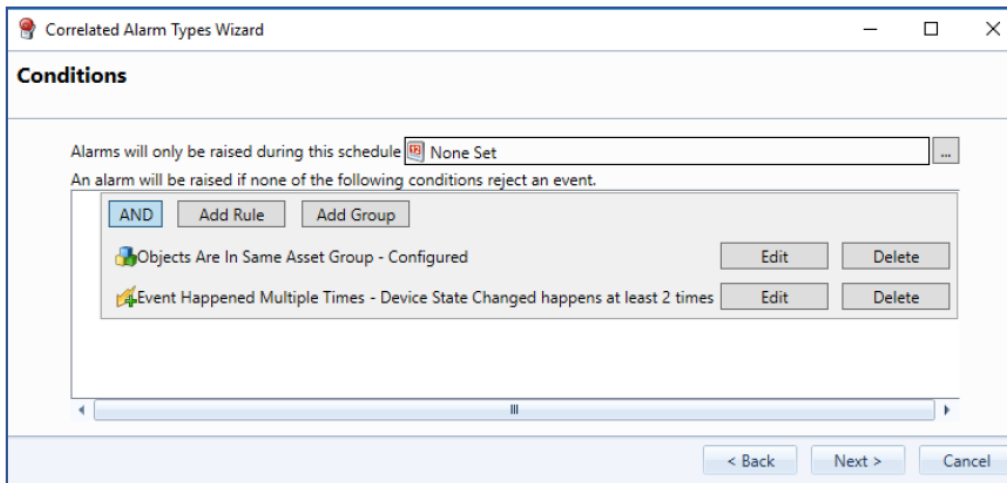 Correlated Alarm Types Wizard
Conditions
Alarms will only be raised during this schedule 12 None Set ...
An alarm will be raised if none of the following conditions reject an event.
AND Add Rule Add Group
Objects Are In Same Asset Group - Configured Edit Delete
Event Happened Multiple Times - Device State Changed happens at least 2 times Edit Delete
< Back Next > Cancel